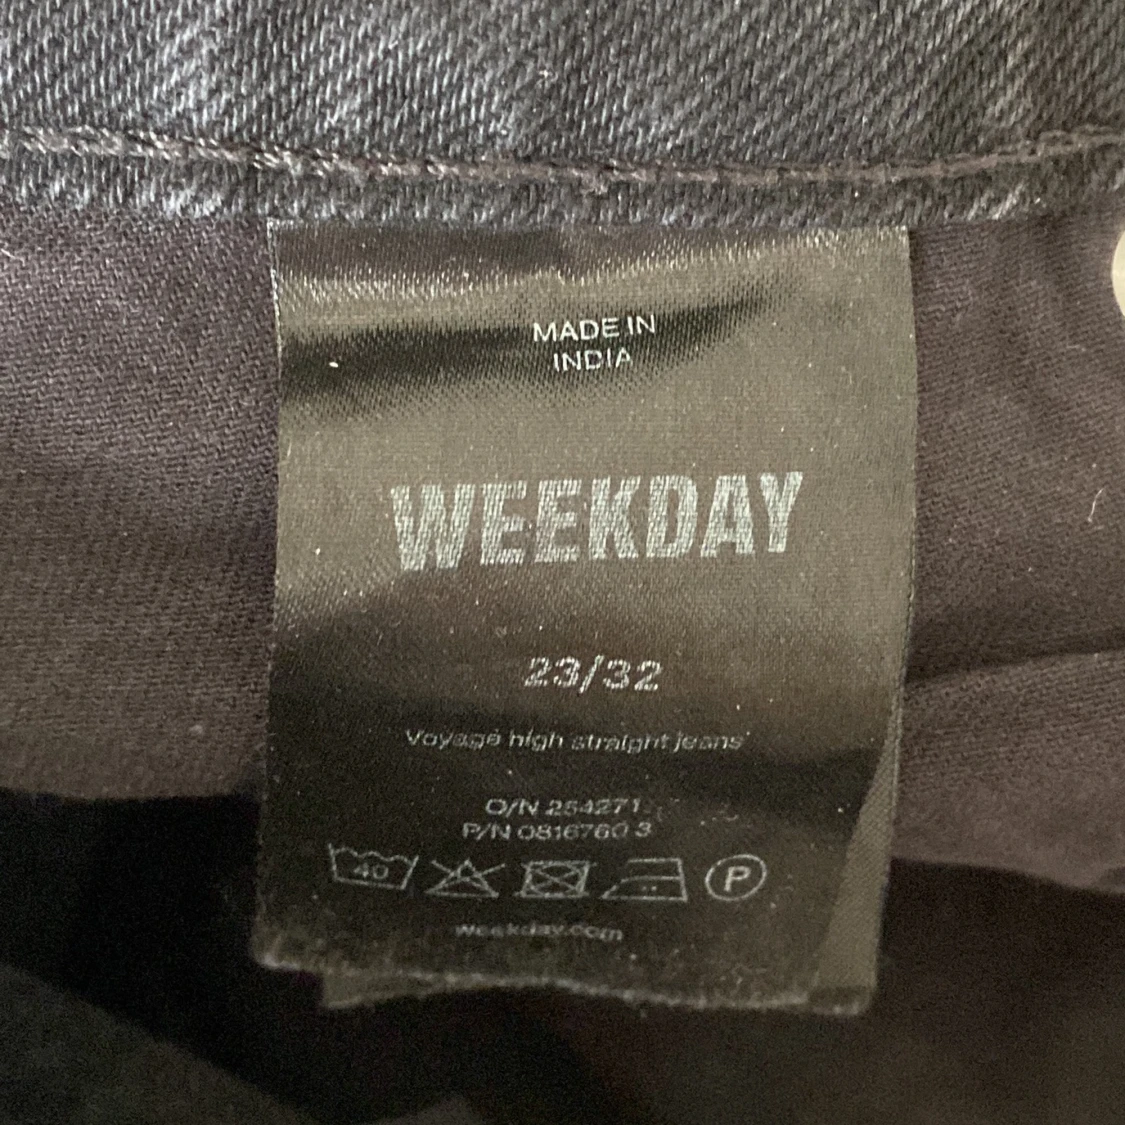 MADE IN
INDIA
WEEKDAY
23/32
Voyage high straight jeans
O/N 254271
P/N 0816760 3
40
P
weekday.com